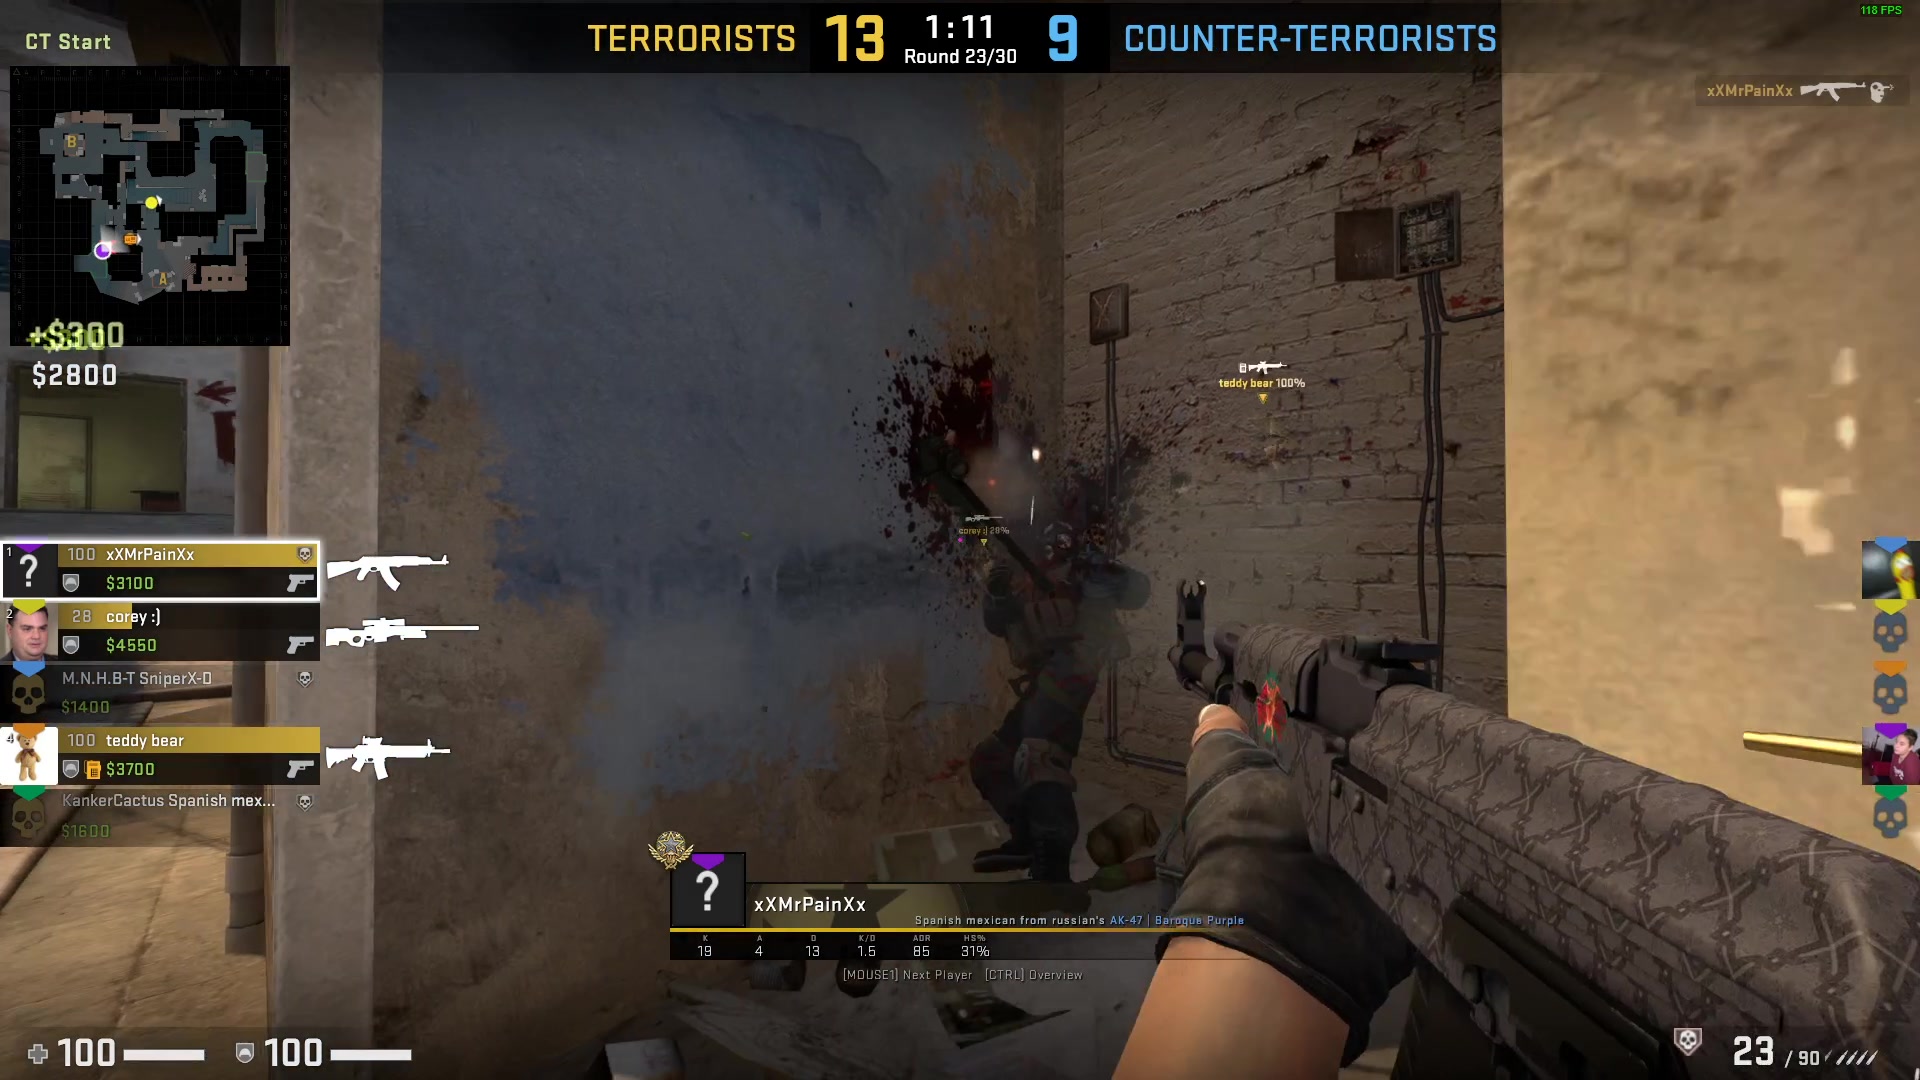 118 FPS
CT Start
TERRORISTS 13 1:11 9 COUNTER-TERRORISTS
Round 23/30
xXMrPainXx
B
A
+$300
$2800
teddy bear 100%
corey :) 28%
1 ? 100 xXMrPainXx
$3100
2 28 corey :)
$4550
M.N.H.B-T SniperX-D
$1400
4 100 teddy bear
$3700
KankerCactus Spanish mex...
$1600
? xXMrPainXx
Spanish mexican from russian's AK-47 | Baroque Purple
K A D K/D ADR HS%
19 4 13 1.5 85 31%
[MOUSE1] Next Player [CTRL] Overview
100 100
23 / 90